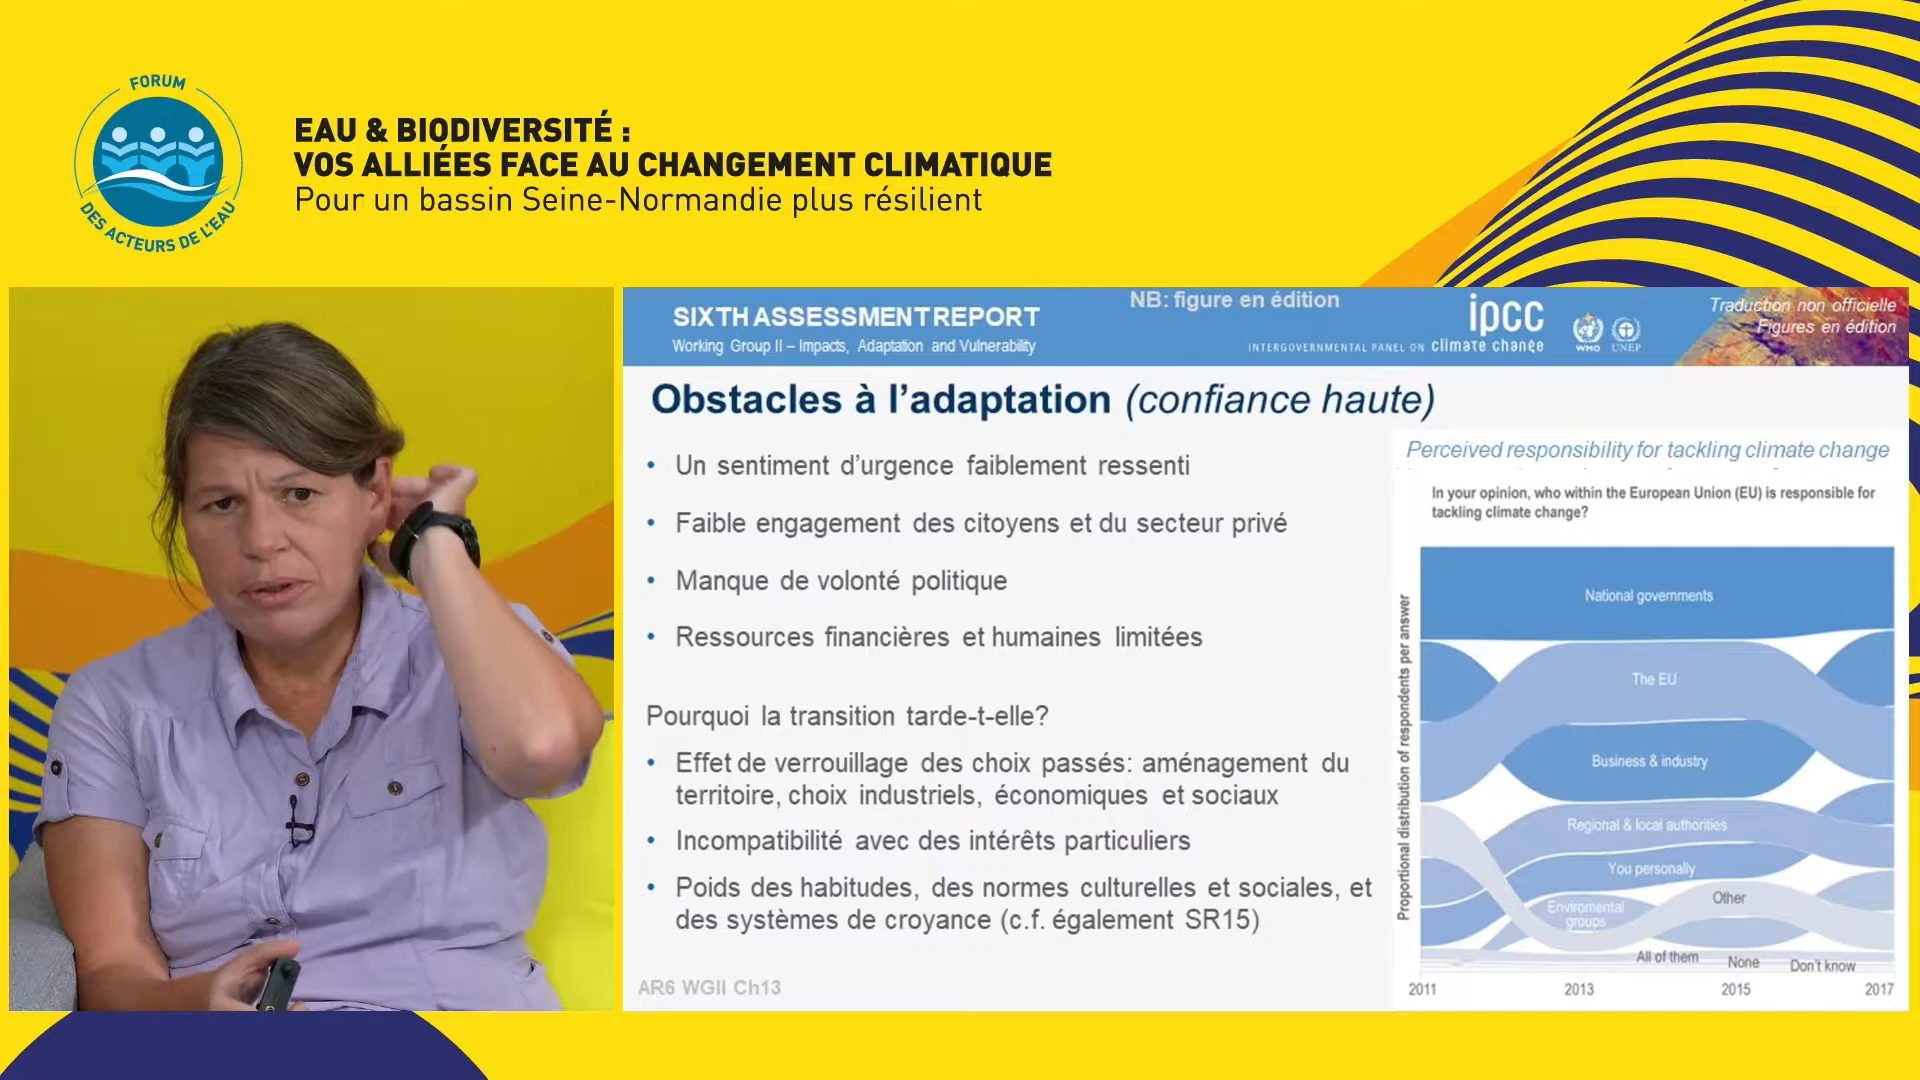 FORUM
DES ACTEURS DE L'EAU
EAU & BIODIVERSITÉ :
VOS ALLIÉES FACE AU CHANGEMENT CLIMATIQUE
Pour un bassin Seine-Normandie plus résilient
SIXTH ASSESSMENT REPORT
Working Group II – Impacts, Adaptation and Vulnerability
NB: figure en édition
ipcc
INTERGOVERNMENTAL PANEL ON climate change
WMO
UNEP
Traduction non officielle
Figures en édition
Obstacles à l'adaptation (confiance haute)
• Un sentiment d'urgence faiblement ressenti
• Faible engagement des citoyens et du secteur privé
• Manque de volonté politique
• Ressources financières et humaines limitées
Pourquoi la transition tarde-t-elle?
• Effet de verrouillage des choix passés: aménagement du
territoire, choix industriels, économiques et sociaux
• Incompatibilité avec des intérêts particuliers
• Poids des habitudes, des normes culturelles et sociales, et
des systèmes de croyance (c.f. également SR15)
AR6 WGII Ch13
Perceived responsibility for tackling climate change
In your opinion, who within the European Union (EU) is responsible for
tackling climate change?
Proportional distribution of respondents per answer
National governments
The EU
Business & industry
Regional & local authorities
You personally
Enviromental
groups
Other
All of them
None
Don't know
2011
2013
2015
2017